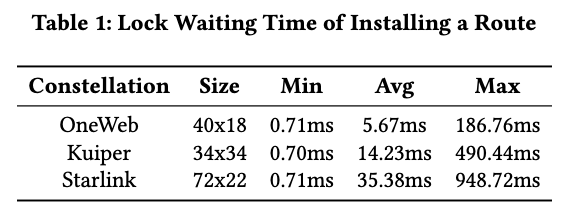 Table 1: Lock Waiting Time of Installing a Route
Constellation Size Min Avg Max
OneWeb 40x18 0.71ms 5.67ms 186.76ms
Kuiper 34x34 0.70ms 14.23ms 490.44ms
Starlink 72x22 0.71ms 35.38ms 948.72ms